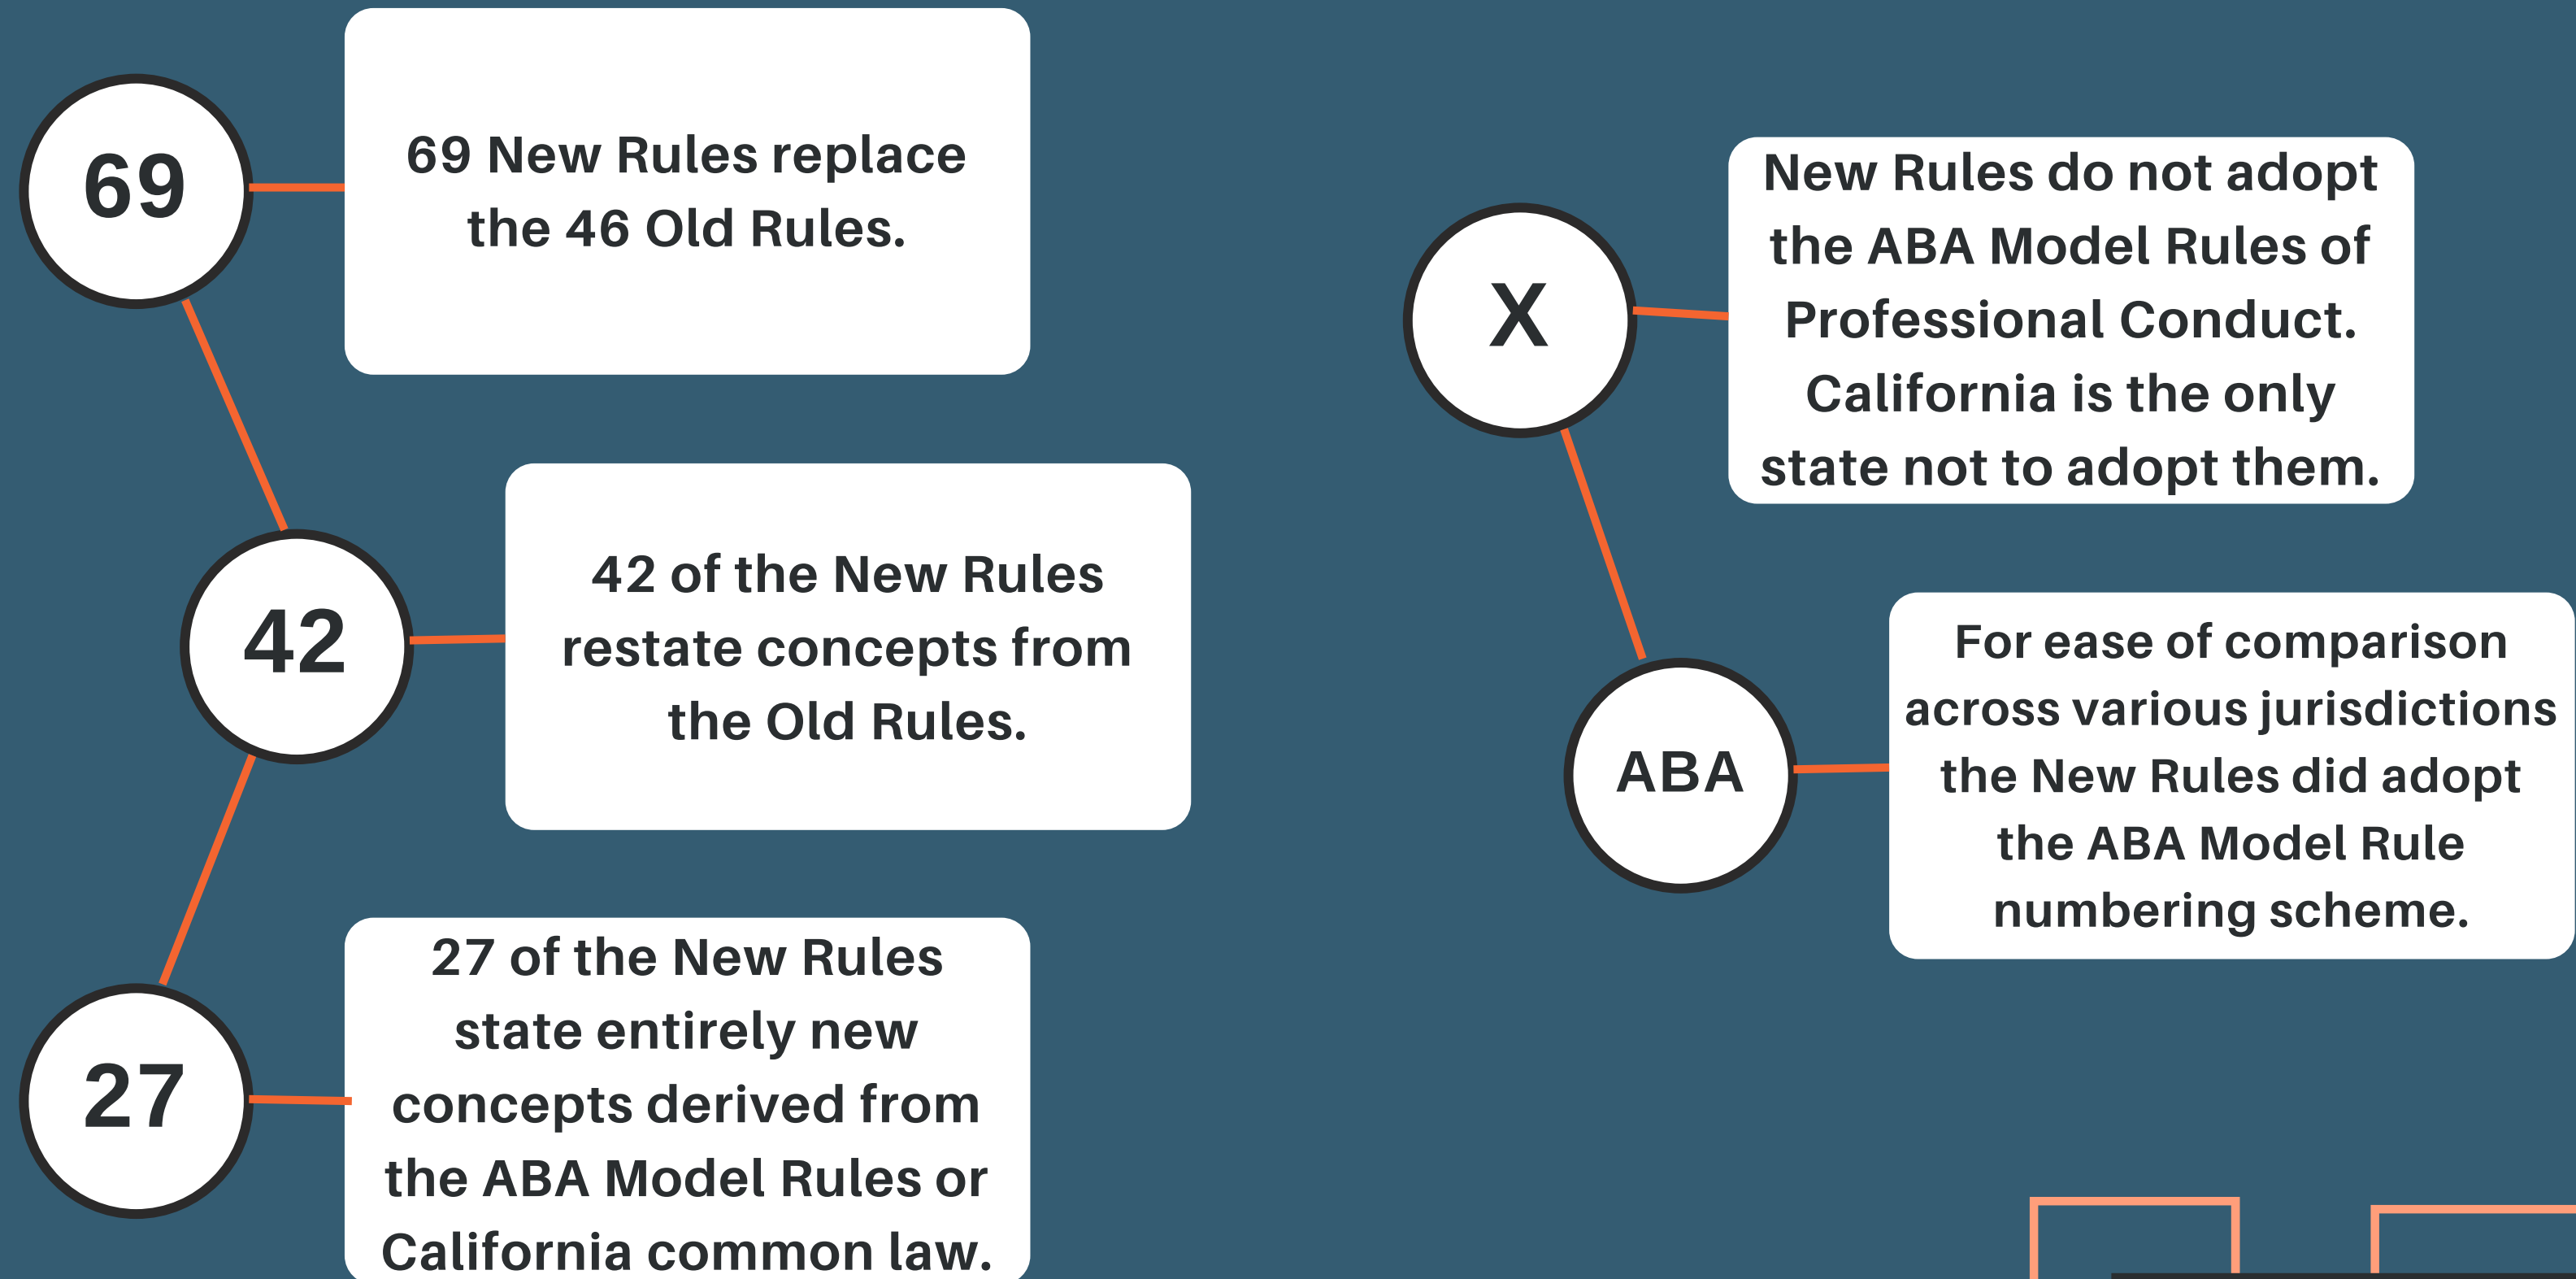 69
69 New Rules replace
the 46 Old Rules.
42
42 of the New Rules
restate concepts from
the Old Rules.
27
27 of the New Rules
state entirely new
concepts derived from
the ABA Model Rules or
California common law.
X
New Rules do not adopt
the ABA Model Rules of
Professional Conduct.
California is the only
state not to adopt them.
ABA
For ease of comparison
across various jurisdictions
the New Rules did adopt
the ABA Model Rule
numbering scheme.